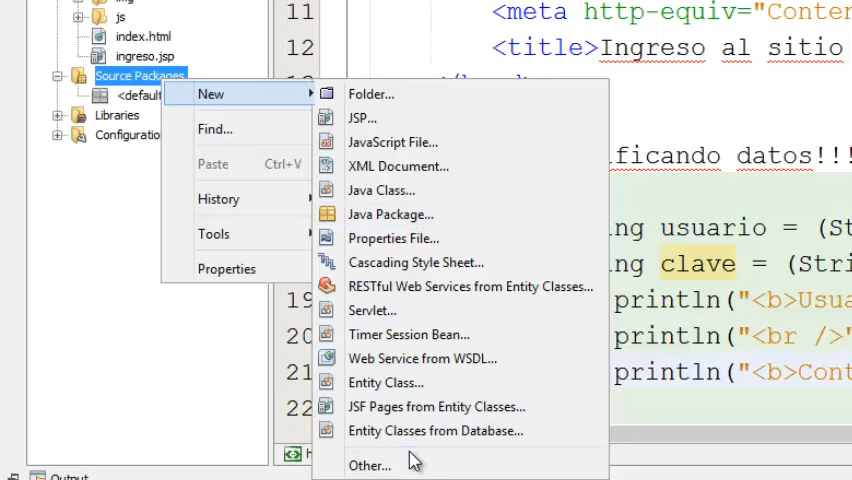 js
index.html
ingreso.jsp
Source Packages
<defaul
Libraries
Configuratio
New
Find...
Paste Ctrl+V
History
Tools
Properties
Folder...
JSP...
JavaScript File...
XML Document...
Java Class...
Java Package...
Properties File...
Cascading Style Sheet...
RESTful Web Services from Entity Classes...
Servlet...
Timer Session Bean...
Web Service from WSDL...
Entity Class...
JSF Pages from Entity Classes...
Entity Classes from Database...
Other...
11 <meta http-equiv="Conten
12 <title>Ingreso al sitio
ificando datos!!!
ng usuario = (St
ng clave = (Stri
19 println("<b>Usua
20 println("<br />"
21 println("<b>Cont
22
Output